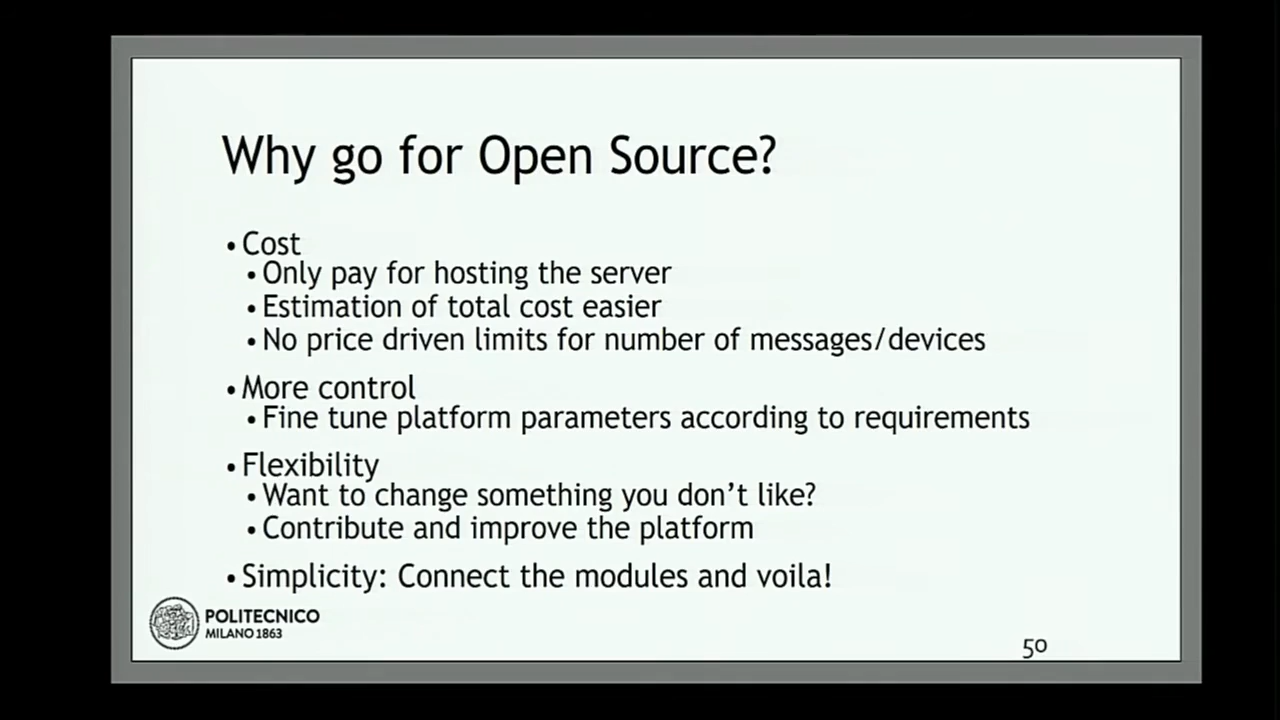 Why go for Open Source?
• Cost
• Only pay for hosting the server
• Estimation of total cost easier
• No price driven limits for number of messages/devices
• More control
• Fine tune platform parameters according to requirements
• Flexibility
• Want to change something you don’t like?
• Contribute and improve the platform
• Simplicity: Connect the modules and voila!
POLITECNICO
MILANO 1863
50